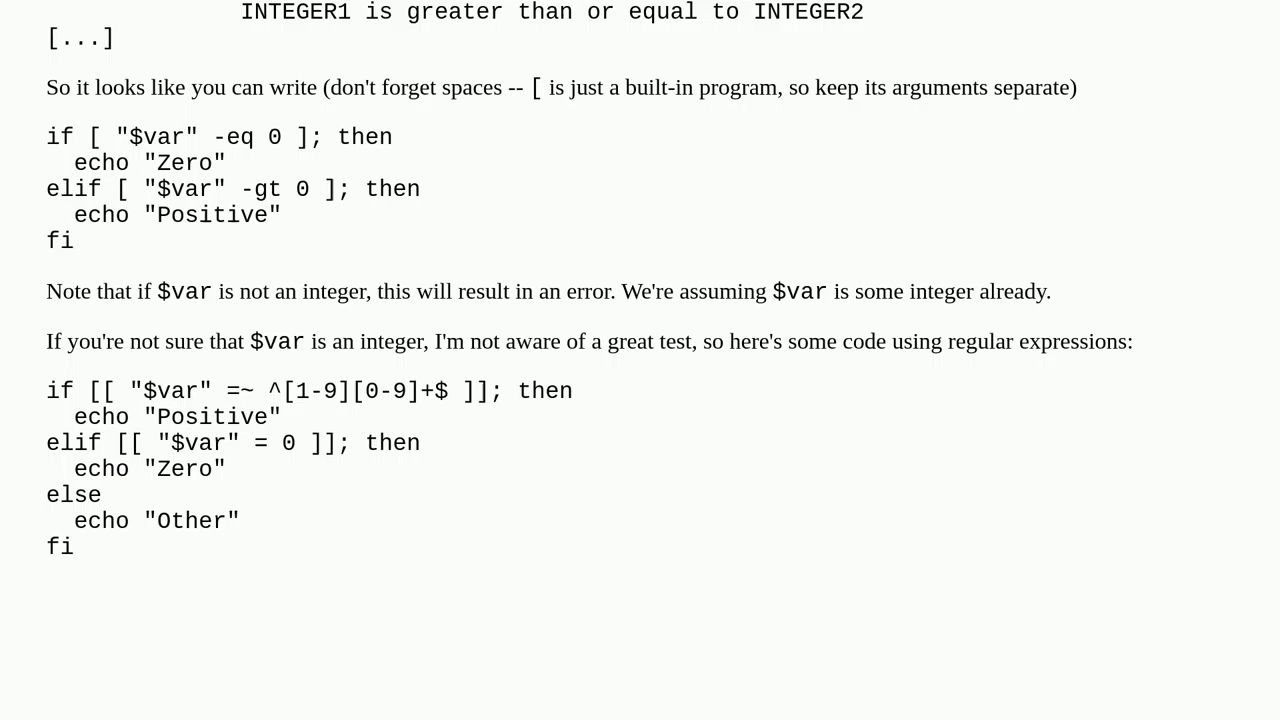 INTEGER1 is greater than or equal to INTEGER2
[...]
So it looks like you can write (don't forget spaces -- [ is just a built-in program, so keep its arguments separate)
if [ "$var" -eq 0 ]; then
  echo "Zero"
elif [ "$var" -gt 0 ]; then
  echo "Positive"
fi
Note that if $var is not an integer, this will result in an error. We're assuming $var is some integer already.
If you're not sure that $var is an integer, I'm not aware of a great test, so here's some code using regular expressions:
if [[ "$var" =~ ^[1-9][0-9]+$ ]]; then
  echo "Positive"
elif [[ "$var" = 0 ]]; then
  echo "Zero"
else
  echo "Other"
fi